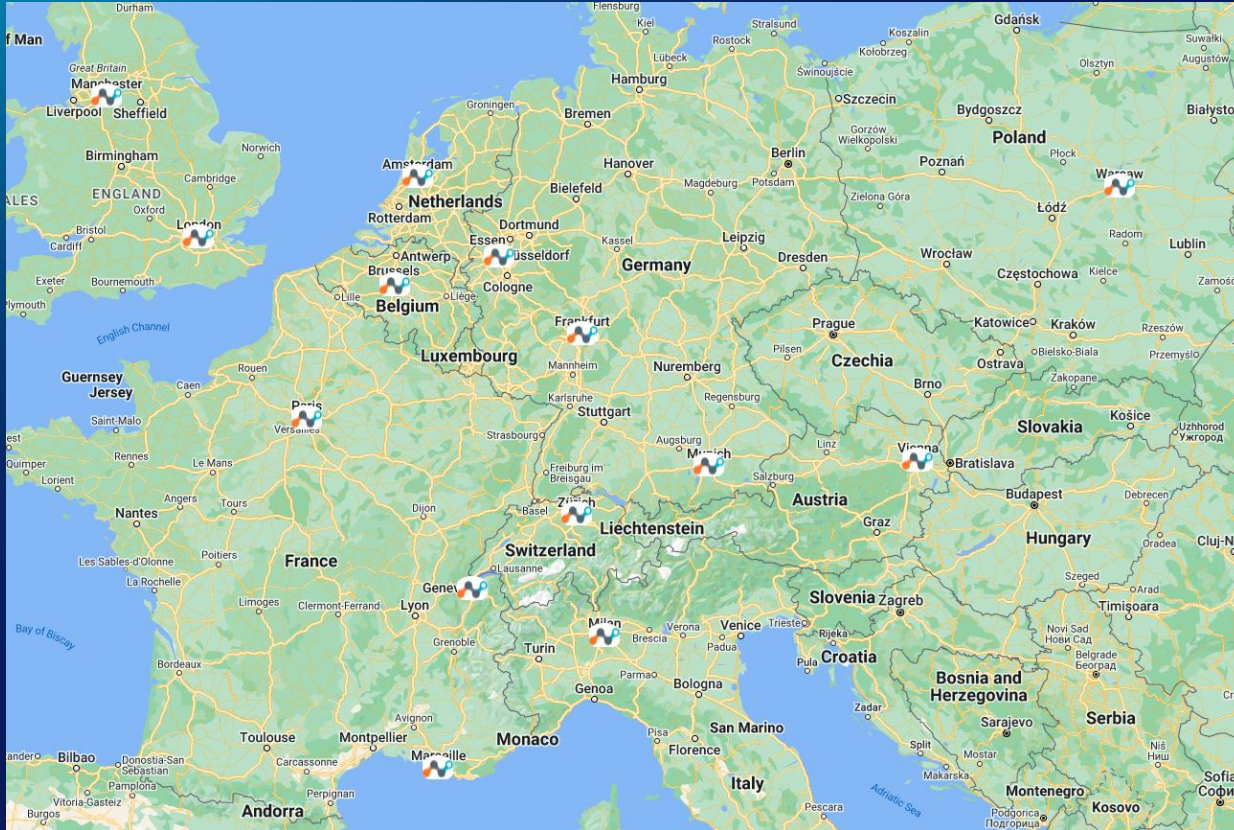 Durham
Flensburg
Gdańsk
f Man
Kiel
Stralsund
Koszalin
Suwałki
Rostock
Kołobrzeg
Augustów
Great Britain
Lübeck
Świnoujście
Olsztyn
Manchester
Hamburg
Szczecin
Liverpool
Sheffield
Groningen
Bremen
Bydgoszcz
Białysto
Gorzów
Wielkopolski
Poland
Norwich
Birmingham
Amsterdam
Hanover
Berlin
Poznań
Płock
Warsaw
ALES
ENGLAND
Cambridge
Netherlands
Bielefeld
Magdeburg
Potsdam
Zielona Góra
Łódź
Oxford
Rotterdam
Dortmund
Radom
Cardiff
Bristol
London
Essen
Kassel
Leipzig
Lublin
Antwerp
üsseldorf
Germany
Dresden
Wrocław
Brussels
Cologne
Częstochowa
Kielce
Zamość
Exeter
Bournemouth
Lille
Liège
Plymouth
Belgium
English Channel
Frankfurt
Prague
Katowice
Kraków
Rzeszów
Luxembourg
Pilsen
Czechia
Ostrava
Bielsko-Biala
Przemyśl
Guernsey
Jersey
Rouen
Mannheim
Nuremberg
Caen
Brno
Zakopane
Karlsruhe
Regensburg
Paris
Stuttgart
Košice
Saint-Malo
Versailles
Slovakia
Uzhhorod
Ужгород
est
Strasbourg
Augsburg
Linz
Vienna
Quimper
Rennes
Le Mans
Munich
Bratislava
Lorient
Freiburg im
Breisgau
Salzburg
Angers
Tours
Zürich
Austria
Budapest
Debrecen
Nantes
Dijon
Basel
Liechtenstein
Graz
Hungary
Oradea
Cluj-N
Les Sables-d'Olonne
Poitiers
France
Switzerland
La Rochelle
Lausanne
Szeged
Genev
Arad
Limoges
Clermont-Ferrand
Lyon
Slovenia
Zagreb
Timișoara
Milan
Bay of Biscay
Grenoble
Turin
Brescia
Verona
Venice
Padua
Trieste
Rijeka
Novi Sad
Нови Сад
Bordeaux
Croatia
Belgrade
Београд
Parma
Pula
Genoa
Bologna
Bosnia and
Herzegovina
Avignon
Zadar
Serbia
Toulouse
Montpellier
Monaco
Pisa
San Marino
Sarajevo
ander
Bilbao
Donostia-San
Sebastian
Carcassonne
Marseille
Florence
Split
Mostar
Niš
Ниш
Pamplona
Makarska
Vitoria-Gasteiz
Perpignan
Italy
Adriatic Sea
Montenegro
Sofia
Софи
Burgos
Andorra
Pescara
Podgorica
Подгорица
Kosovo